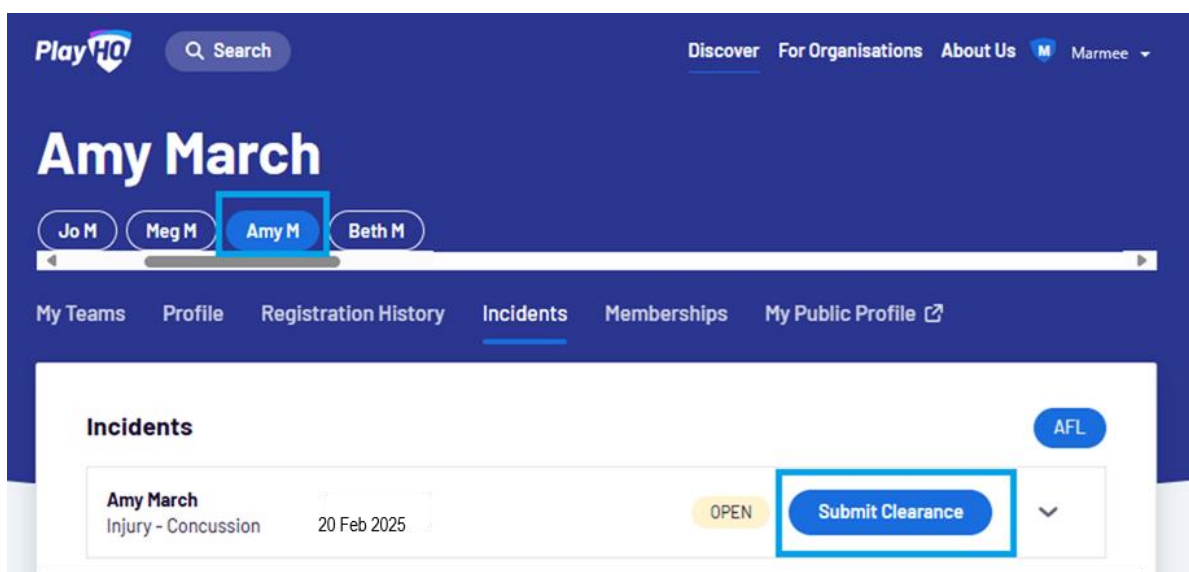 PlayHQ Search Discover For Organisations About Us M Marmee
Amy March
Jo M Meg M Amy M Beth M
My Teams Profile Registration History Incidents Memberships My Public Profile
Incidents AFL
Amy March
Injury - Concussion 20 Feb 2025 OPEN Submit Clearance